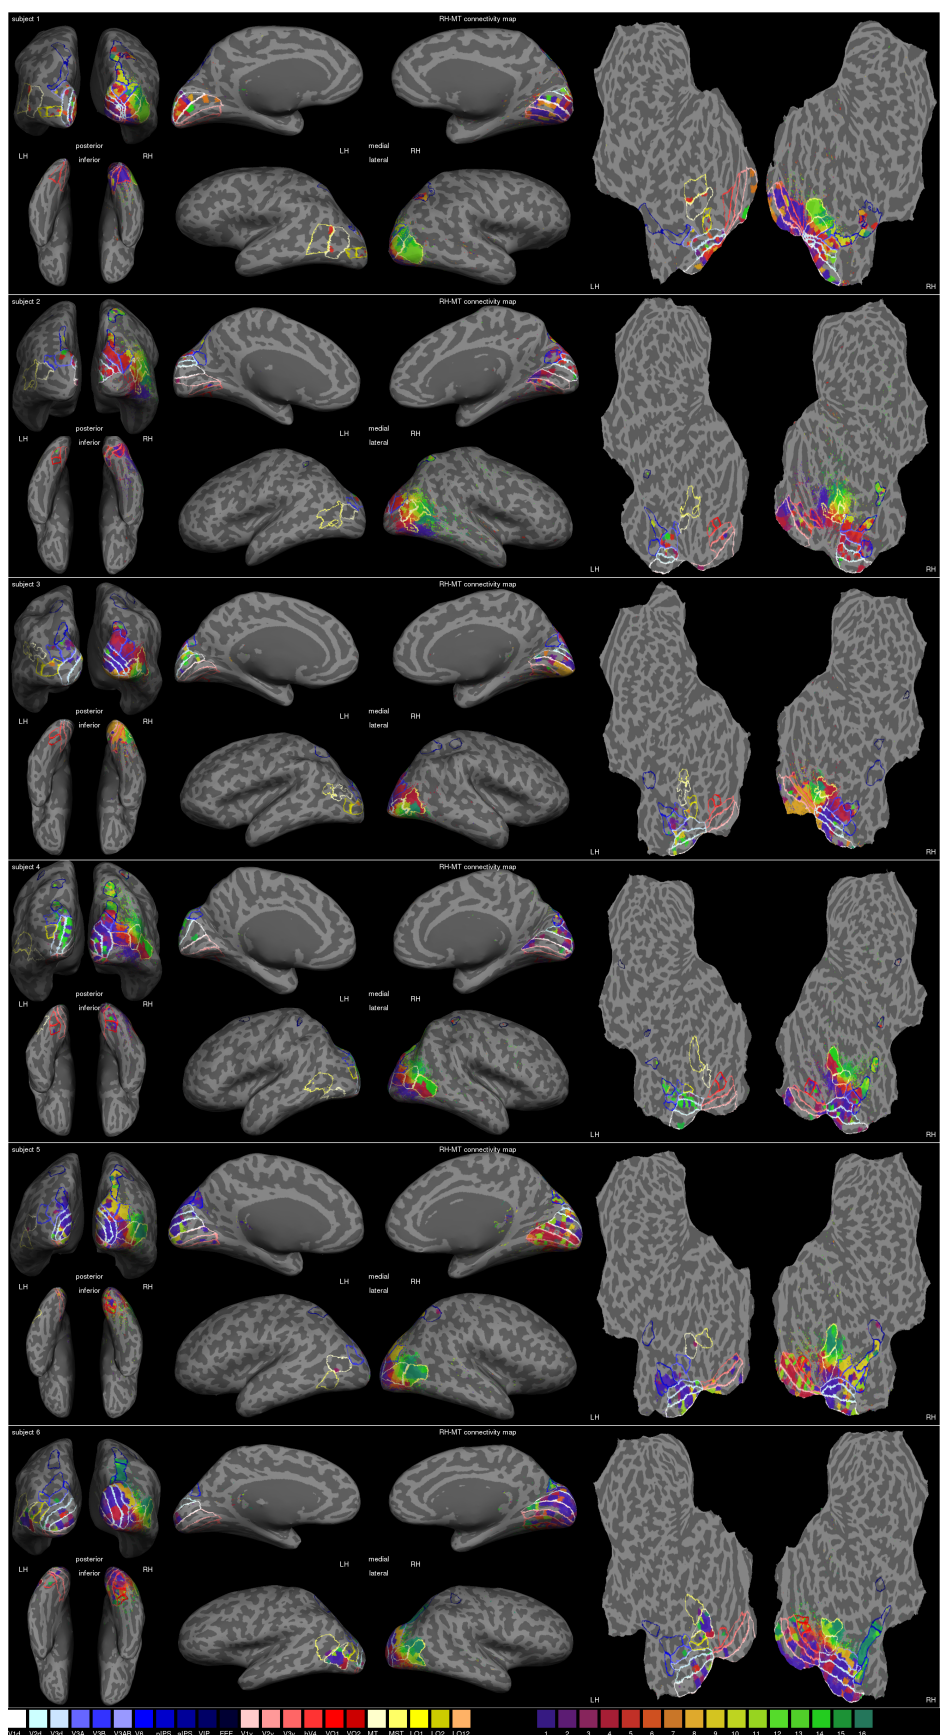 subject 1
RH-MT connectivity map
LH
posterior
inferior
RH
LH
medial
lateral
RH
LH
RH
subject 2
RH-MT connectivity map
LH
posterior
inferior
RH
LH
medial
lateral
RH
LH
RH
subject 3
RH-MT connectivity map
LH
posterior
inferior
RH
LH
medial
lateral
RH
LH
RH
subject 4
RH-MT connectivity map
LH
posterior
inferior
RH
LH
medial
lateral
RH
LH
RH
subject 5
RH-MT connectivity map
LH
posterior
inferior
RH
LH
medial
lateral
RH
LH
RH
subject 6
RH-MT connectivity map
LH
posterior
inferior
RH
LH
medial
lateral
RH
LH
RH
V1d V2d V3d V3A V3B V3AB V6 pIPS aIPS VIP FEF V1v V2v V3v hV4 VO1 VO2 MT MST LO1 LO2 LO12
1 2 3 4 5 6 7 8 9 10 11 12 13 14 15 16